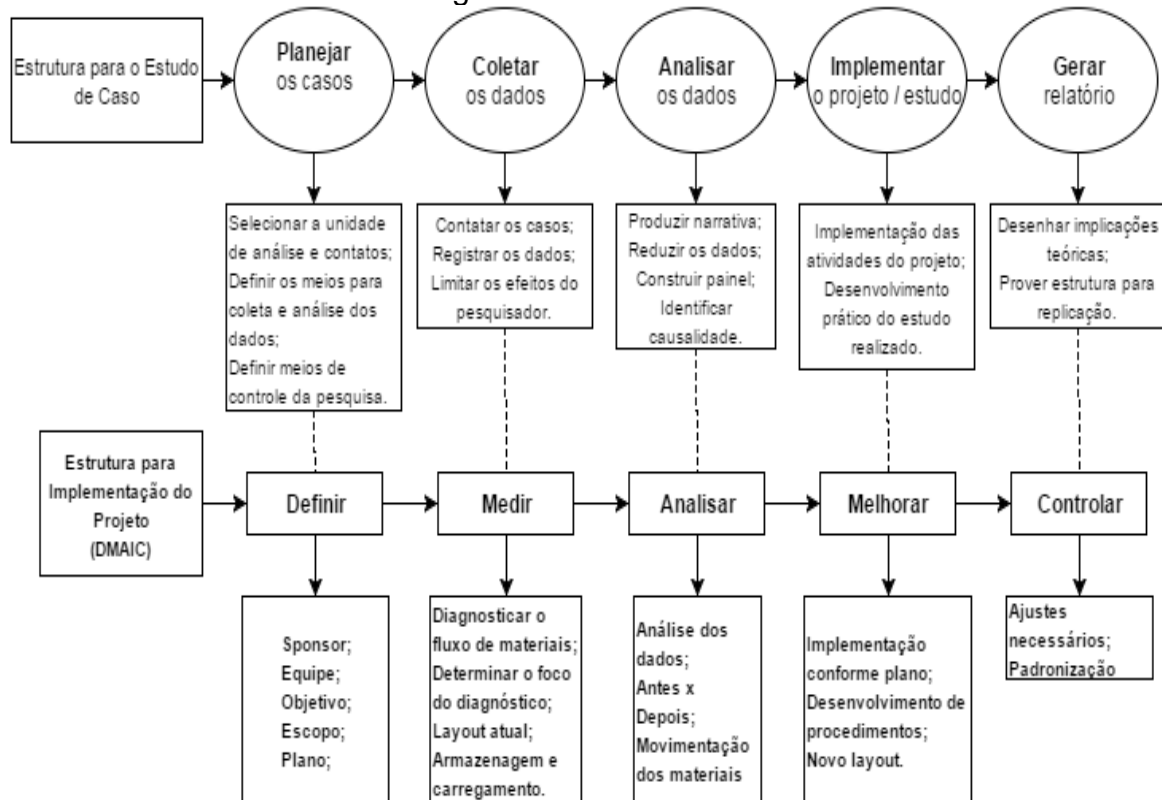 Estrutura para o Estudo
de Caso
Planejar
os casos
Coletar
os dados
Analisar
os dados
Implementar
o projeto / estudo
Gerar
relatório
Selecionar a unidade
de análise e contatos;
Definir os meios para
coleta e análise dos
dados;
Definir meios de
controle da pesquisa.
Contatar os casos;
Registrar os dados;
Limitar os efeitos do
pesquisador.
Produzir narrativa;
Reduzir os dados;
Construir painel;
Identificar
causalidade.
Implementação das
atividades do projeto;
Desenvolvimento
prático do estudo
realizado.
Desenhar implicações
teóricas;
Prover estrutura para
replicação.
Estrutura para
Implementação do
Projeto
(DMAIC)
Definir
Medir
Analisar
Melhorar
Controlar
Sponsor;
Equipe;
Objetivo;
Escopo;
Plano;
Diagnosticar o
fluxo de materiais;
Determinar o foco
do diagnóstico;
Layout atual;
Armazenagem e
carregamento.
Análise dos
dados;
Antes x
Depois;
Movimentação
dos materiais
Implementação
conforme plano;
Desenvolvimento de
procedimentos;
Novo layout.
Ajustes
necessários;
Padronização